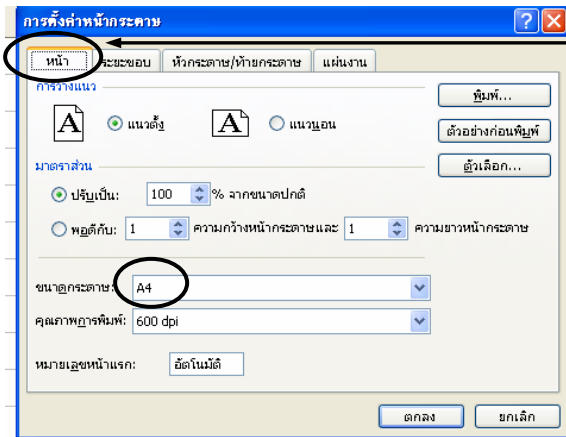 การตั้งค่าหน้ากระดาษ
หน้า ระยะขอบ หัวกระดาษ/ท้ายกระดาษ แผ่นงาน
การวางแนว
A แนวตั้ง A แนวนอน
พิมพ์...
ตัวอย่างก่อนพิมพ์
ตัวเลือก...
มาตราส่วน
ปรับเป็น: 100 % จากขนาดปกติ
พอดีกับ: 1 ความกว้างหน้ากระดาษและ 1 ความยาวหน้ากระดาษ
ขนาดกระดาษ: A4
คุณภาพการพิมพ์: 600 dpi
หมายเลขหน้าแรก: อัตโนมัติ
ตกลง ยกเลิก